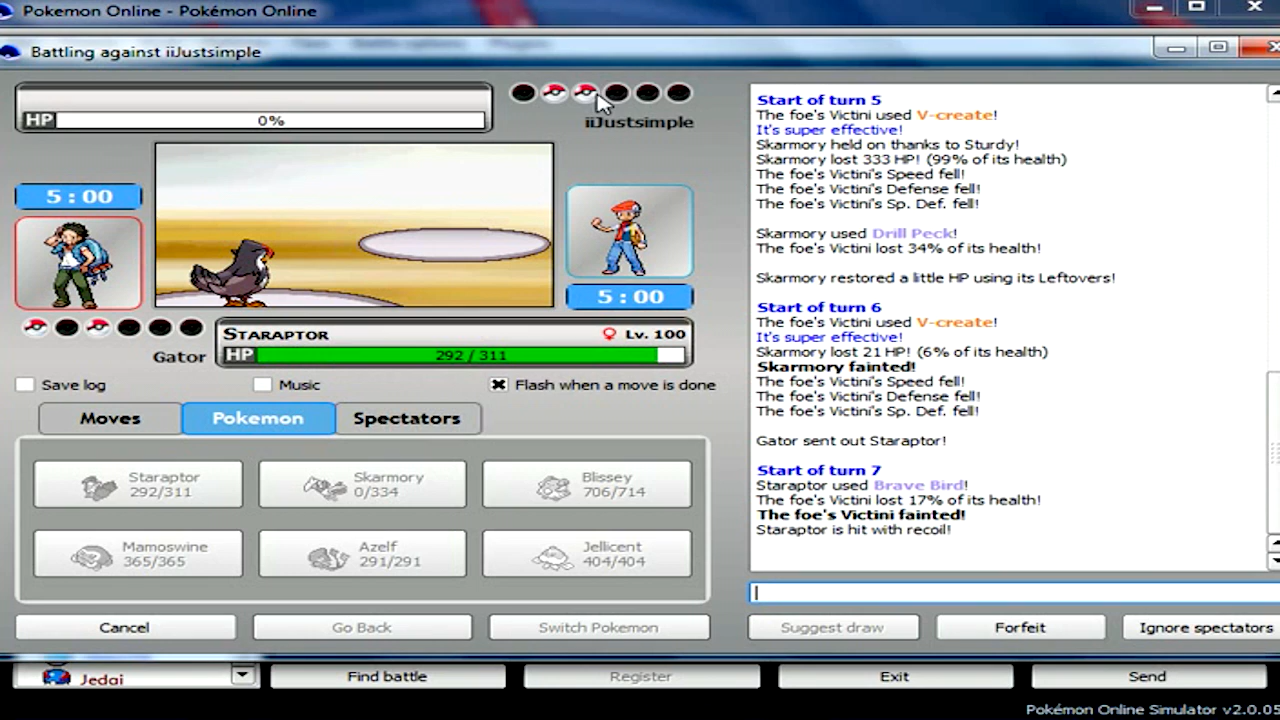 Pokemon Online - Pokémon Online
Battling against iiJustsimple
HP 0%
iiJustsimple
5:00
5:00
Gator
STARAPTOR ♀ Lv. 100
HP 292 / 311
Save log
Music
Flash when a move is done
Moves
Pokemon
Spectators
Staraptor
292/311
Skarmory
0/334
Blissey
706/714
Mamoswine
365/365
Azelf
291/291
Jellicent
404/404
Cancel
Go Back
Switch Pokemon
Start of turn 5
The foe's Victini used V-create!
It's super effective!
Skarmory held on thanks to Sturdy!
Skarmory lost 333 HP! (99% of its health)
The foe's Victini's Speed fell!
The foe's Victini's Defense fell!
The foe's Victini's Sp. Def. fell!
Skarmory used Drill Peck!
The foe's Victini lost 34% of its health!
Skarmory restored a little HP using its Leftovers!
Start of turn 6
The foe's Victini used V-create!
It's super effective!
Skarmory lost 21 HP! (6% of its health)
Skarmory fainted!
The foe's Victini's Speed fell!
The foe's Victini's Defense fell!
The foe's Victini's Sp. Def. fell!
Gator sent out Staraptor!
Start of turn 7
Staraptor used Brave Bird!
The foe's Victini lost 17% of its health!
The foe's Victini fainted!
Staraptor is hit with recoil!
Suggest draw
Forfeit
Ignore spectators
Jedai
Find battle
Register
Exit
Send
Pokémon Online Simulator v2.0.05